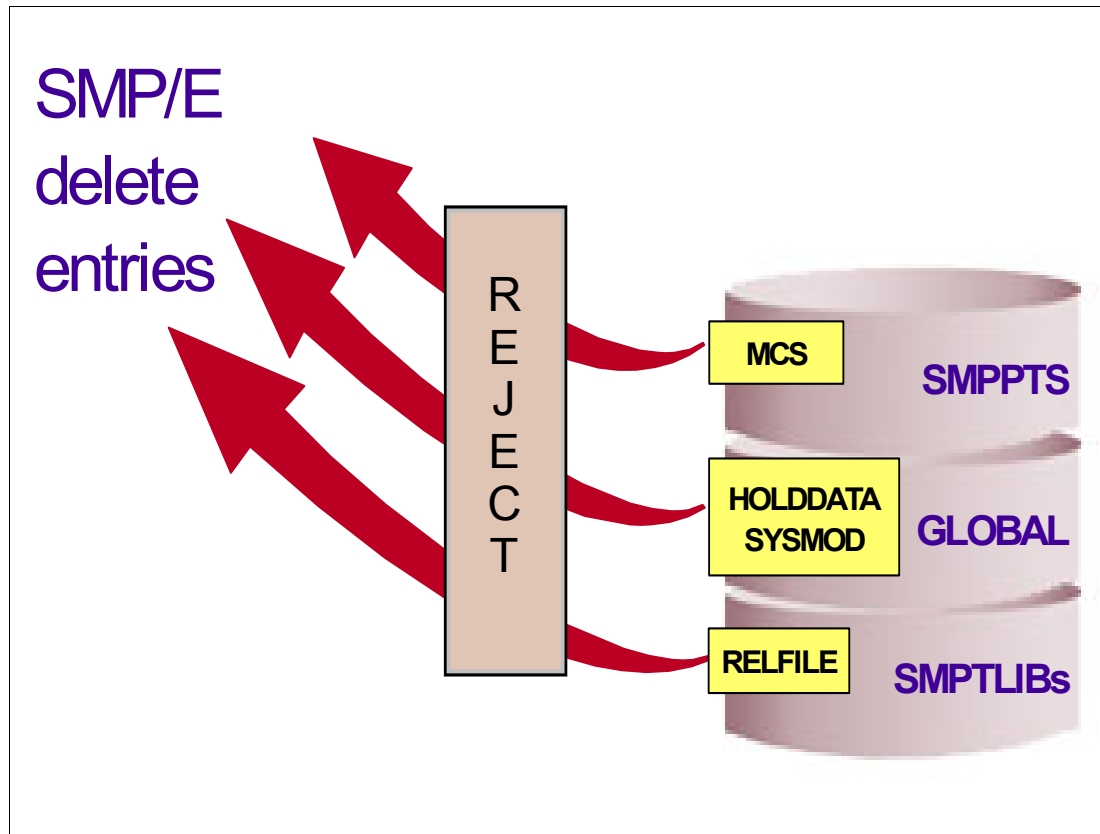 SMP/E
delete
entries
R
E
J
E
C
T
MCS
SMPPTS
HOLDDATA
SYSMOD
GLOBAL
RELFILE
SMPTLIBs